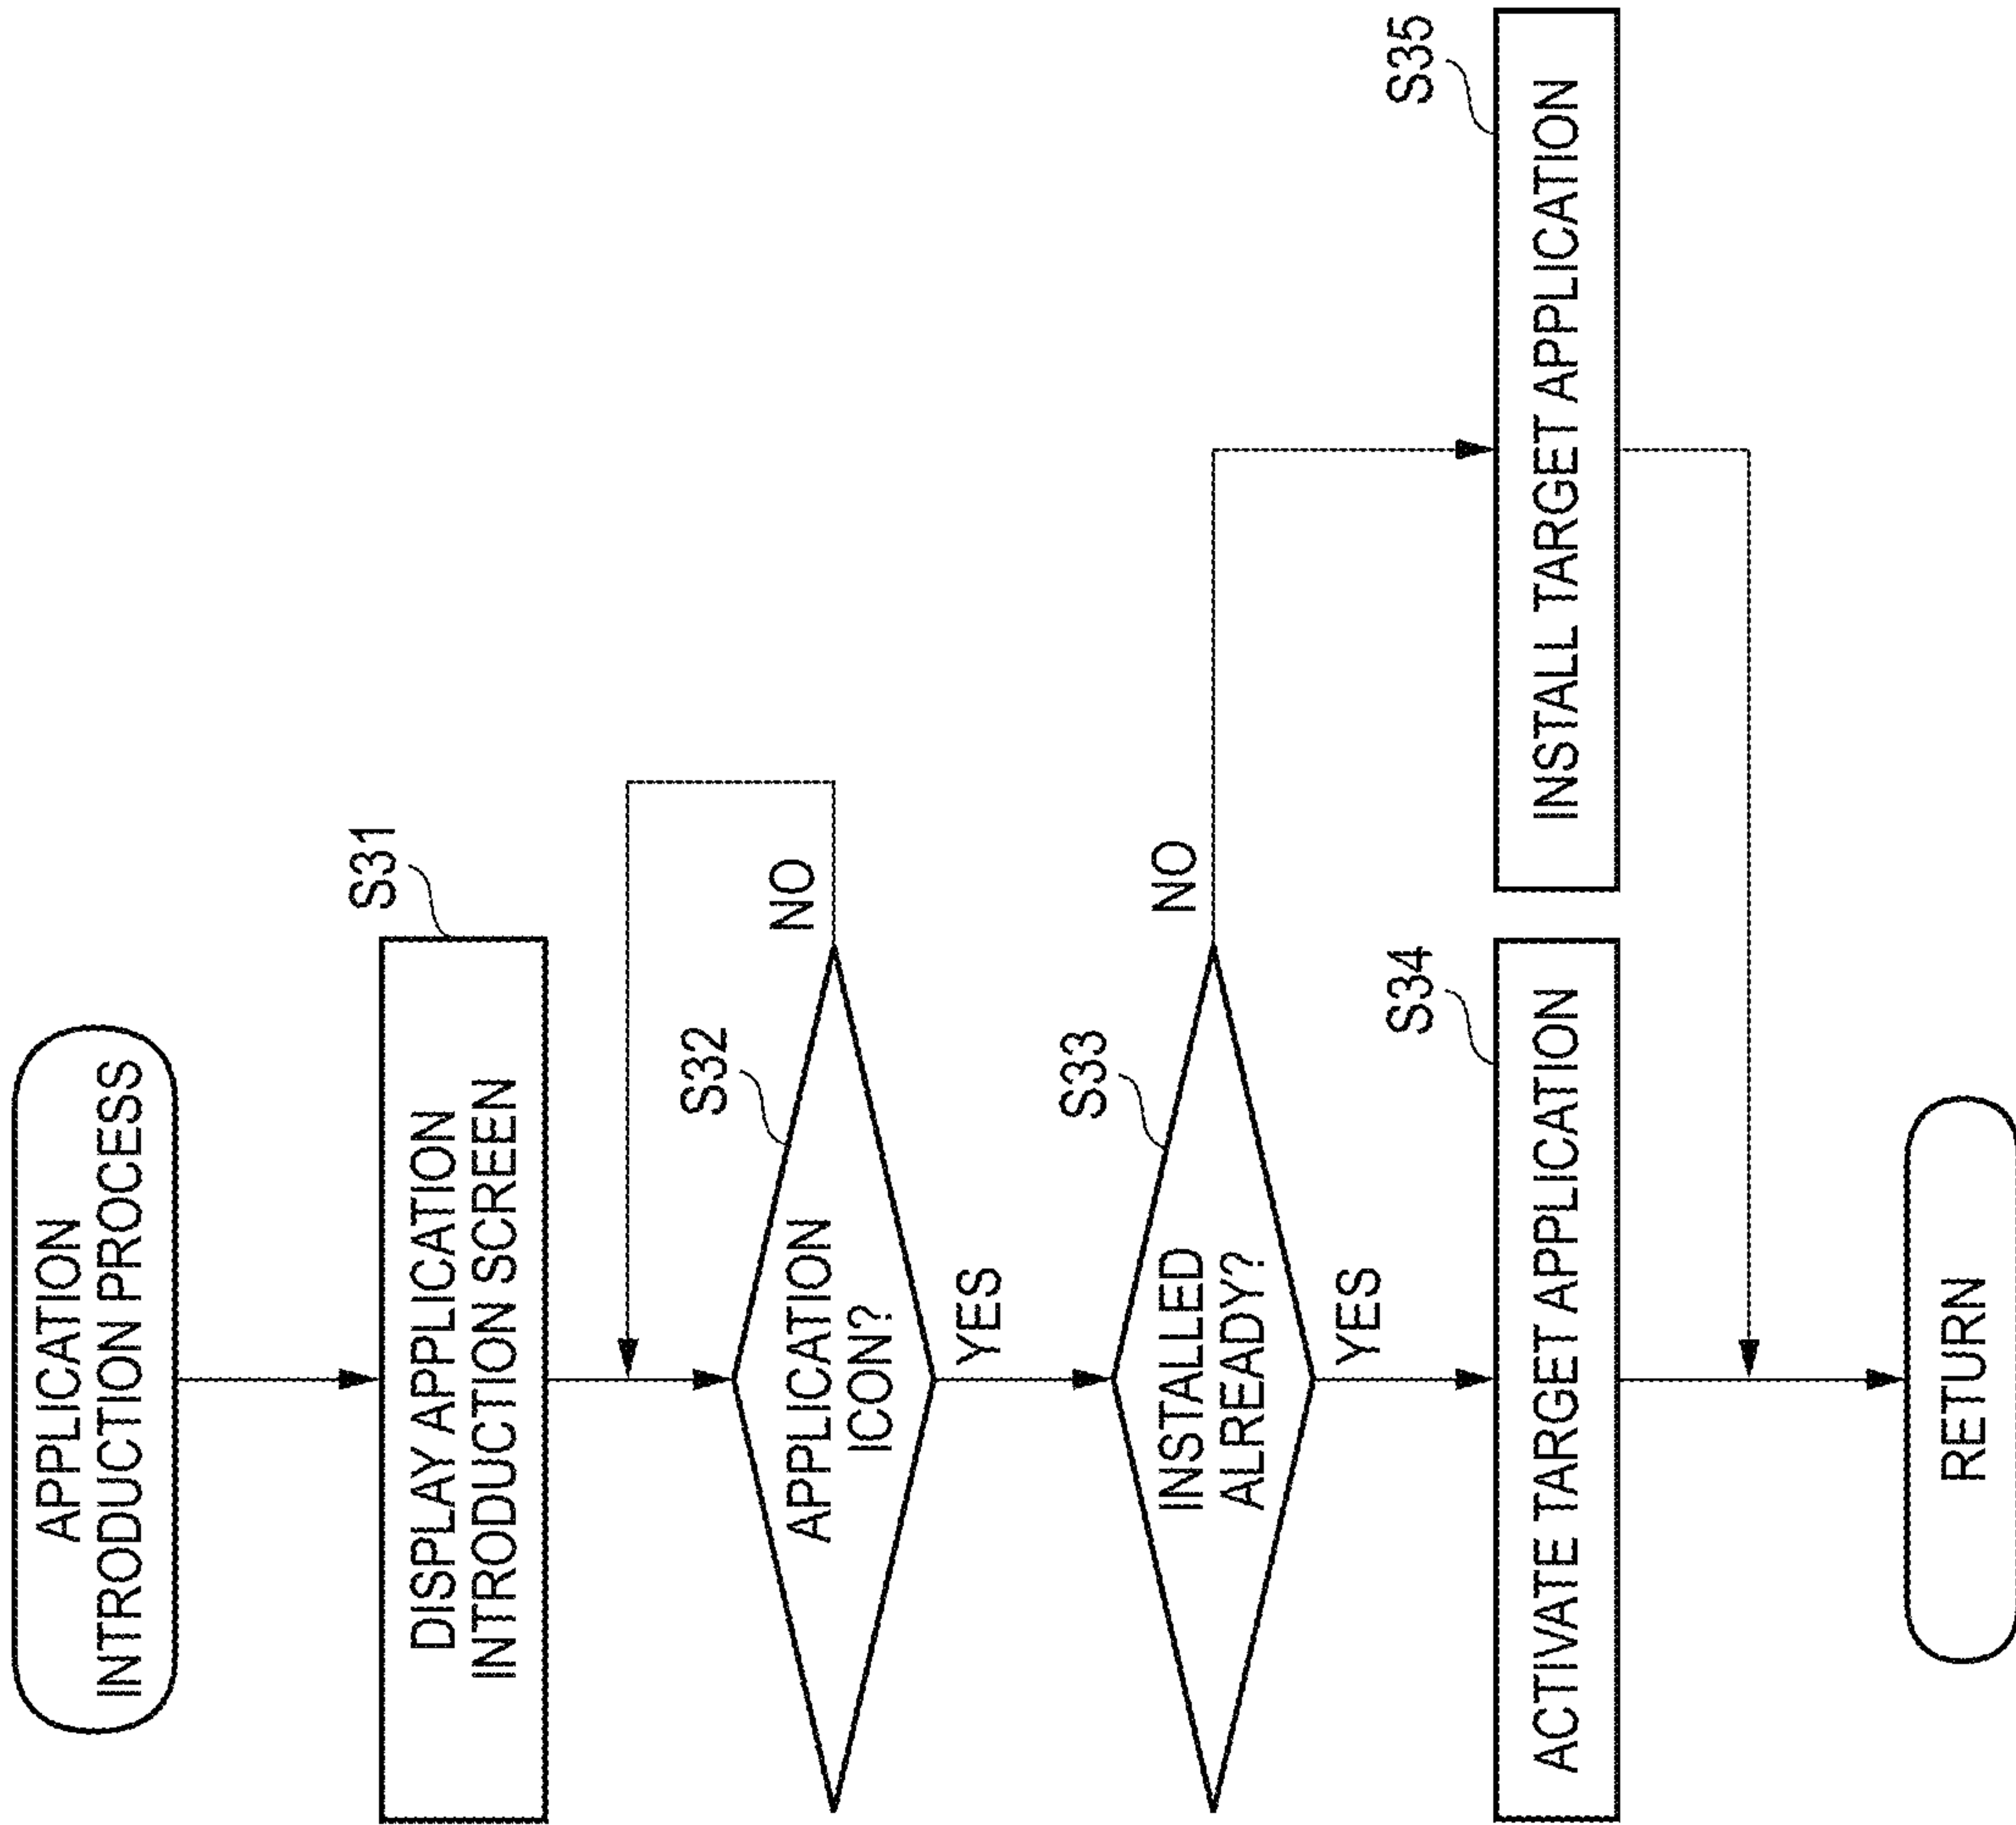 APPLICATION
INTRODUCTION PROCESS
S31
DISPLAY APPLICATION
INTRODUCTION SCREEN
S32
APPLICATION
ICON?
NO
YES
S33
INSTALLED
ALREADY?
NO
YES
S34
ACTIVATE TARGET APPLICATION
S35
INSTALL TARGET APPLICATION
RETURN